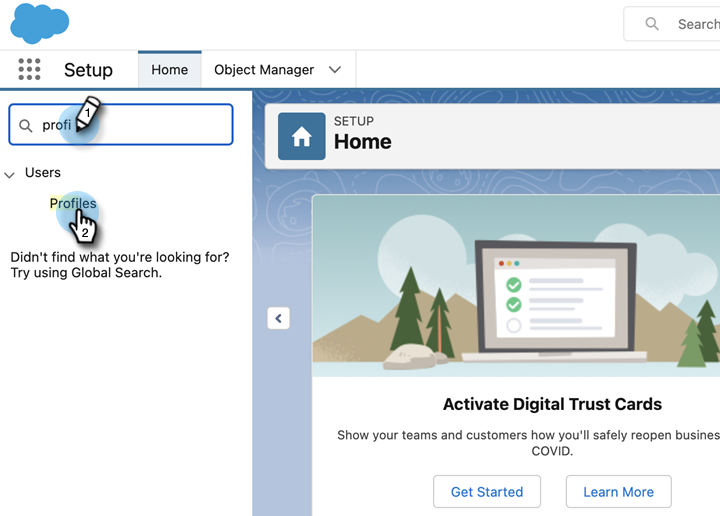 Search
Setup
Home
Object Manager
profi
1
SETUP
Home
Users
Profiles
2
Didn't find what you're looking for?
Try using Global Search.
Activate Digital Trust Cards
Show your teams and customers how you'll safely reopen busines
COVID.
Get Started
Learn More